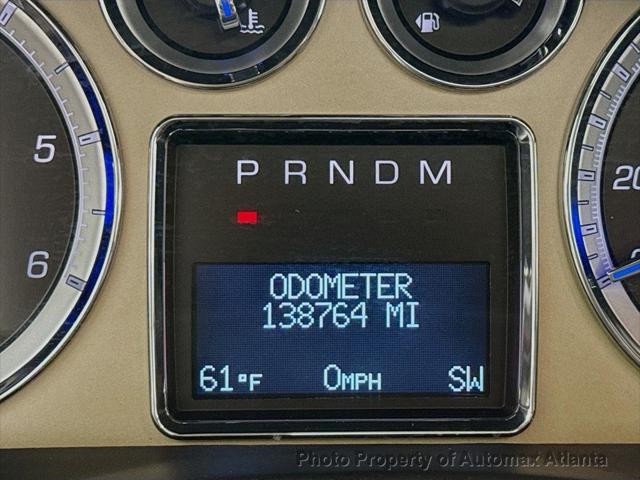 5
6
P R N D M
20
ODOMETER
138764 MI
61°F 0MPH SW
Photo Property of Automax Atlanta